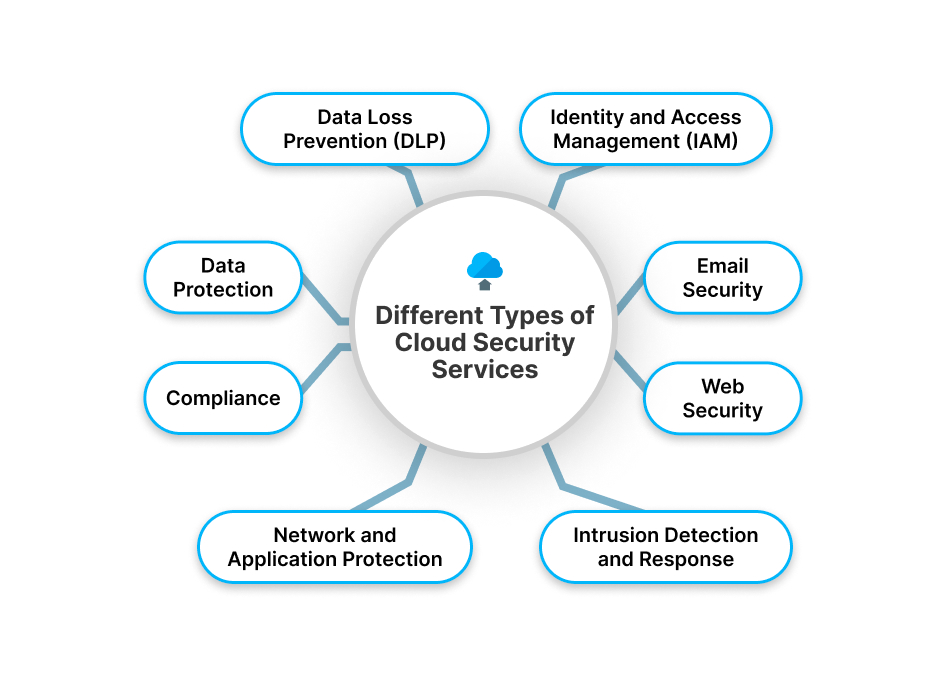 Data Loss
Prevention (DLP)
Identity and Access
Management (IAM)
Data
Protection
Email
Security
Different Types of
Cloud Security
Services
Compliance
Web
Security
Network and
Application Protection
Intrusion Detection
and Response